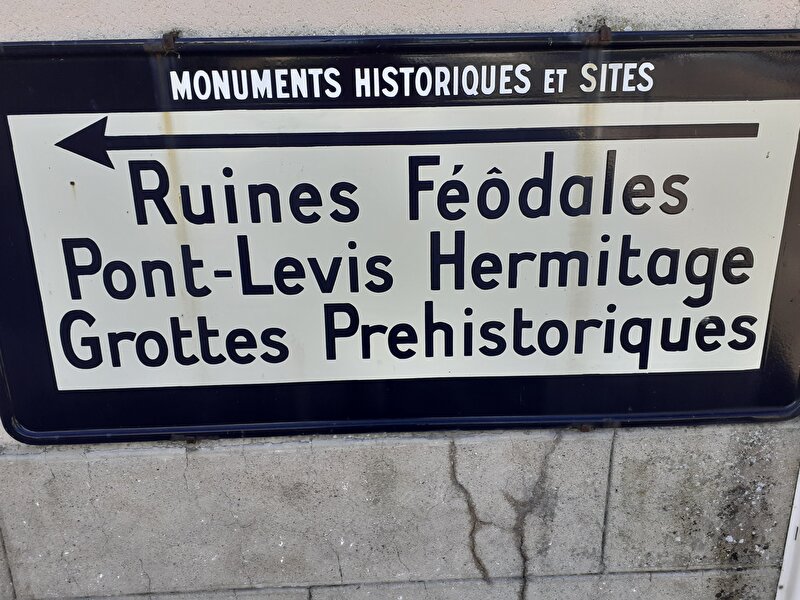 MONUMENTS HISTORIQUES ET SITES
Ruines Féôdales
Pont-Levis Hermitage
Grottes Prehistoriques